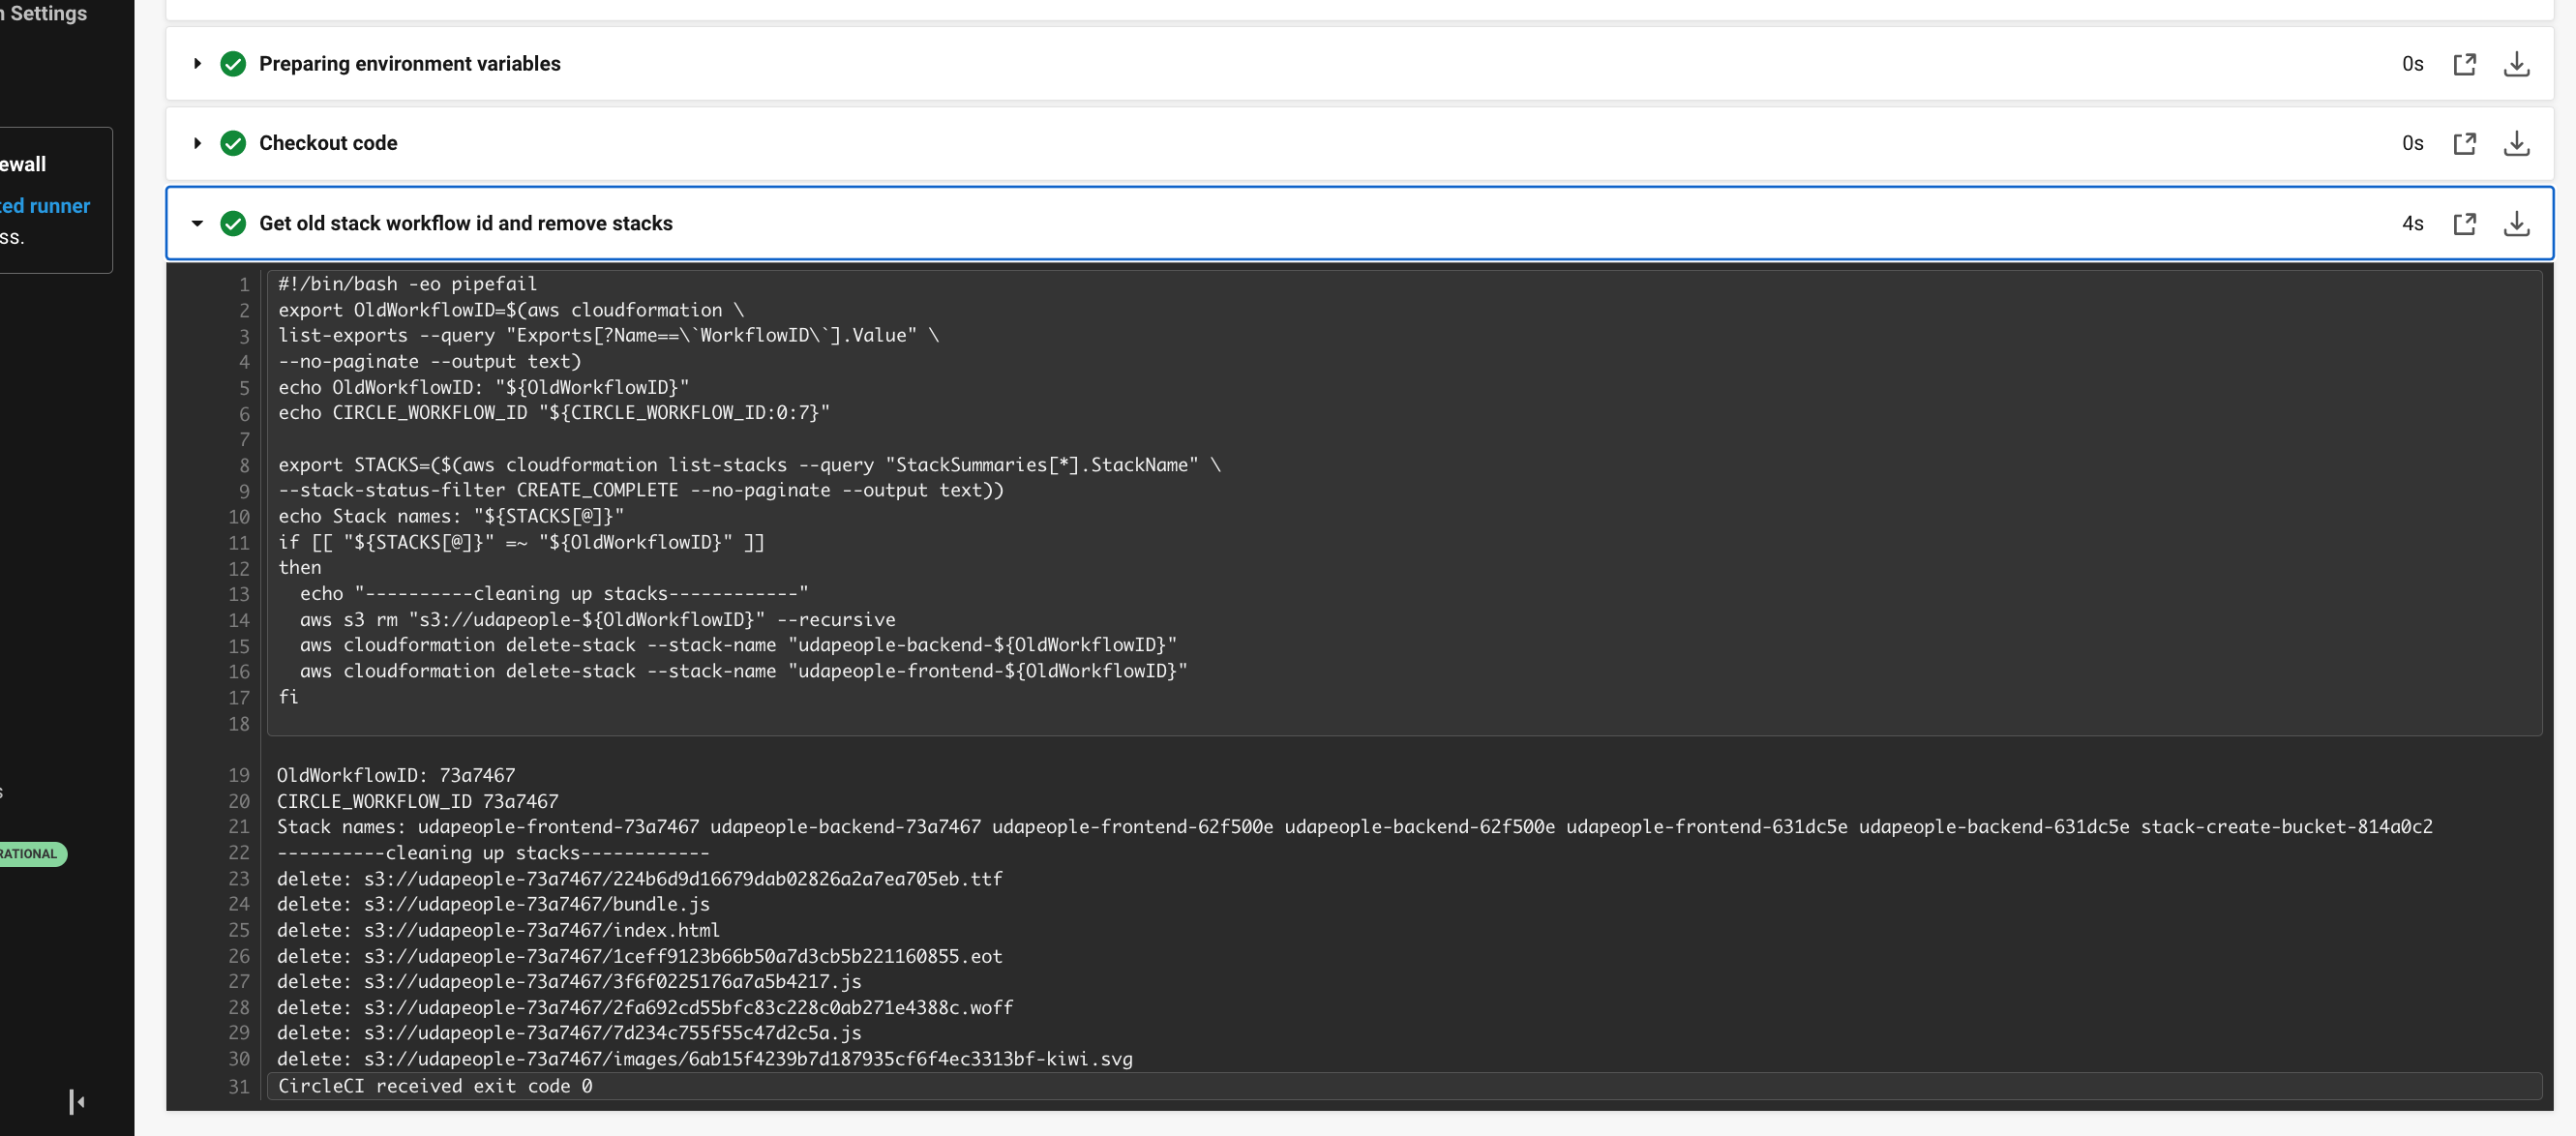 n Settings
ewall
ted runner
ss.
s
RATIONAL
Preparing environment variables 0s
Checkout code 0s
Get old stack workflow id and remove stacks 4s
1 #!/bin/bash -eo pipefail
2 export OldWorkflowID=$(aws cloudformation \
3 list-exports --query "Exports[?Name==\`WorkflowID\`].Value" \
4 --no-paginate --output text)
5 echo OldWorkflowID: "${OldWorkflowID}"
6 echo CIRCLE_WORKFLOW_ID "${CIRCLE_WORKFLOW_ID:0:7}"
7
8 export STACKS=($(aws cloudformation list-stacks --query "StackSummaries[*].StackName" \
9 --stack-status-filter CREATE_COMPLETE --no-paginate --output text))
10 echo Stack names: "${STACKS[@]}"
11 if [[ "${STACKS[@]}" =~ "${OldWorkflowID}" ]]
12 then
13   echo "----------cleaning up stacks------------"
14   aws s3 rm "s3://udapeople-${OldWorkflowID}" --recursive
15   aws cloudformation delete-stack --stack-name "udapeople-backend-${OldWorkflowID}"
16   aws cloudformation delete-stack --stack-name "udapeople-frontend-${OldWorkflowID}"
17 fi
18
19 OldWorkflowID: 73a7467
20 CIRCLE_WORKFLOW_ID 73a7467
21 Stack names: udapeople-frontend-73a7467 udapeople-backend-73a7467 udapeople-frontend-62f500e udapeople-backend-62f500e udapeople-frontend-631dc5e udapeople-backend-631dc5e stack-create-bucket-814a0c2
22 ----------cleaning up stacks------------
23 delete: s3://udapeople-73a7467/224b6d9d16679dab02826a2a7ea705eb.ttf
24 delete: s3://udapeople-73a7467/bundle.js
25 delete: s3://udapeople-73a7467/index.html
26 delete: s3://udapeople-73a7467/1ceff9123b66b50a7d3cb5b221160855.eot
27 delete: s3://udapeople-73a7467/3f6f0225176a7a5b4217.js
28 delete: s3://udapeople-73a7467/2fa692cd55bfc83c228c0ab271e4388c.woff
29 delete: s3://udapeople-73a7467/7d234c755f55c47d2c5a.js
30 delete: s3://udapeople-73a7467/images/6ab15f4239b7d187935cf6f4ec3313bf-kiwi.svg
31 CircleCI received exit code 0